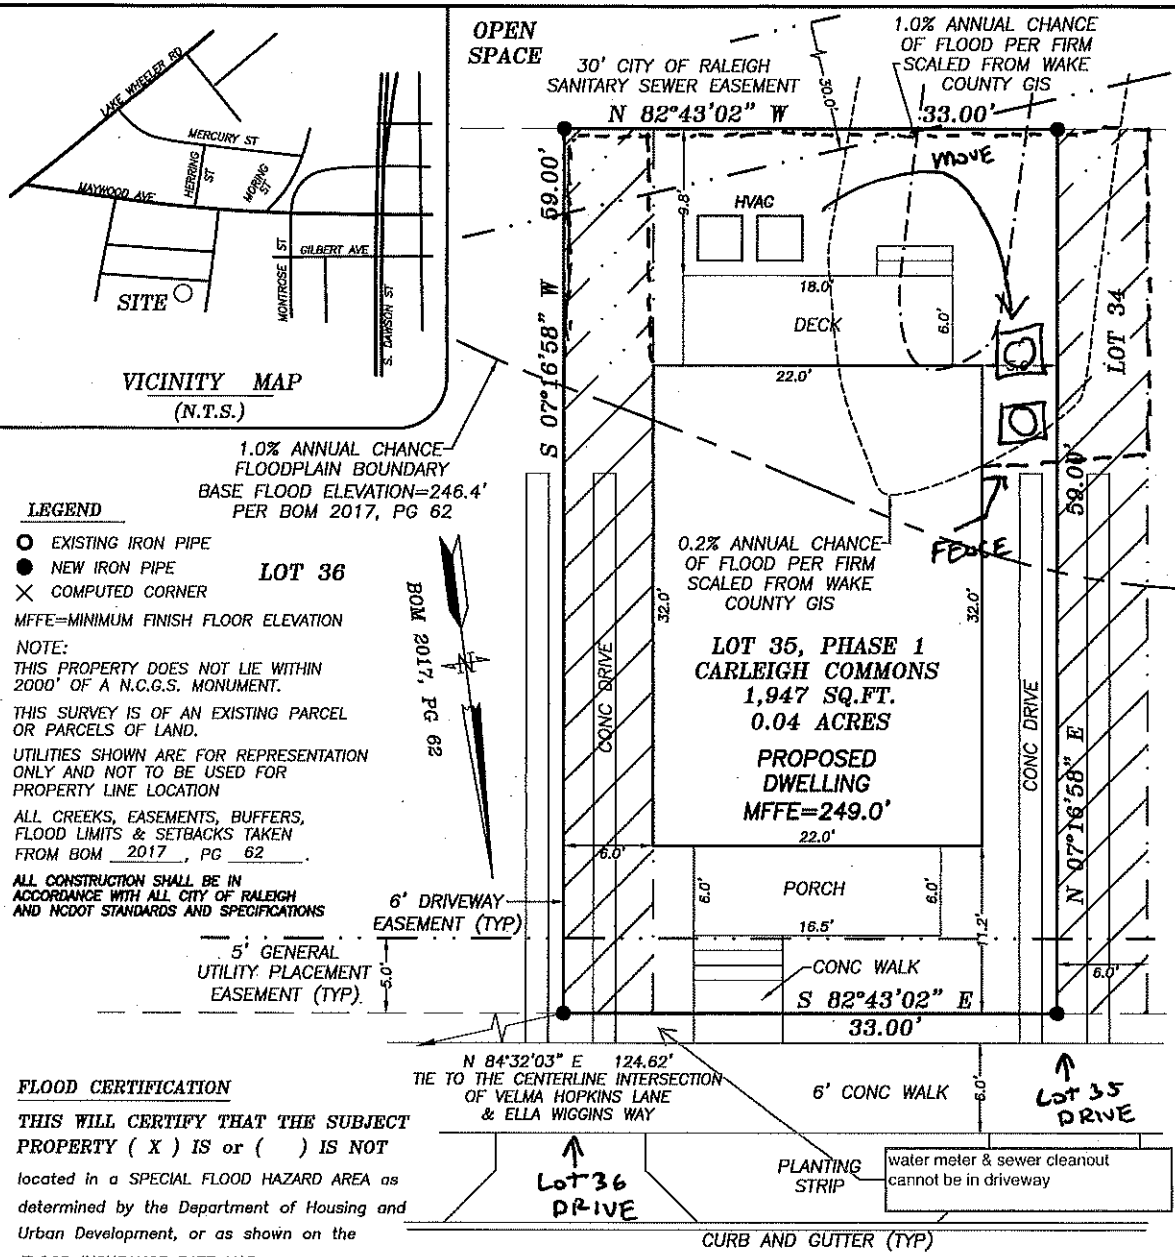 OPEN
SPACE
30' CITY OF RALEIGH
SANITARY SEWER EASEMENT
1.0% ANNUAL CHANCE
OF FLOOD PER FIRM
SCALED FROM WAKE
COUNTY GIS
N 82°43'02" W
33.00'
30.0'
LAKE WHEELER RD
MERCURY ST
HERRING
ST
MORING
ST
MAYWOOD AVE
MONTROSE ST
GILBERT AVE
S. DAWSON ST
SITE
VICINITY MAP
(N.T.S.)
move
59.00'
S 07°16'58" W
9.8'
HVAC
18.0'
DECK
6.0'
22.0'
5.0'
LOT 34
1.0% ANNUAL CHANCE
FLOODPLAIN BOUNDARY
BASE FLOOD ELEVATION=246.4'
PER BOM 2017, PG 62
59.00'
FENCE
LEGEND
EXISTING IRON PIPE
NEW IRON PIPE
COMPUTED CORNER
MFFE=MINIMUM FINISH FLOOR ELEVATION
LOT 36
NOTE:
THIS PROPERTY DOES NOT LIE WITHIN
2000' OF A N.C.G.S. MONUMENT.
THIS SURVEY IS OF AN EXISTING PARCEL
OR PARCELS OF LAND.
UTILITIES SHOWN ARE FOR REPRESENTATION
ONLY AND NOT TO BE USED FOR
PROPERTY LINE LOCATION
ALL CREEKS, EASEMENTS, BUFFERS,
FLOOD LIMITS & SETBACKS TAKEN
FROM BOM 2017, PG 62.
ALL CONSTRUCTION SHALL BE IN
ACCORDANCE WITH ALL CITY OF RALEIGH
AND NCDOT STANDARDS AND SPECIFICATIONS
BOM 2017, PG 62
N
0.2% ANNUAL CHANCE
OF FLOOD PER FIRM
SCALED FROM WAKE
COUNTY GIS
32.0'
32.0'
LOT 35, PHASE 1
CARLEIGH COMMONS
1,947 SQ.FT.
0.04 ACRES
PROPOSED
DWELLING
MFFE=249.0'
22.0'
CONC DRIVE
CONC DRIVE
N 07°16'58" E
6.0'
6' DRIVEWAY
EASEMENT (TYP)
6.0'
PORCH
6.0'
16.5'
11.2'
5' GENERAL
UTILITY PLACEMENT
EASEMENT (TYP)
5.0'
CONC WALK
6.0'
S 82°43'02" E
33.00'
N 84°32'03" E 124.62'
TIE TO THE CENTERLINE INTERSECTION
OF VELMA HOPKINS LANE
& ELLA WIGGINS WAY
6' CONC WALK
6.0'
Lot 35
DRIVE
Lot 36
DRIVE
PLANTING
STRIP
water meter & sewer cleanout
cannot be in driveway
CURB AND GUTTER (TYP)
FLOOD CERTIFICATION
THIS WILL CERTIFY THAT THE SUBJECT
PROPERTY ( X ) IS or ( ) IS NOT
located in a SPECIAL FLOOD HAZARD AREA as
determined by the Department of Housing and
Urban Development, or as shown on the